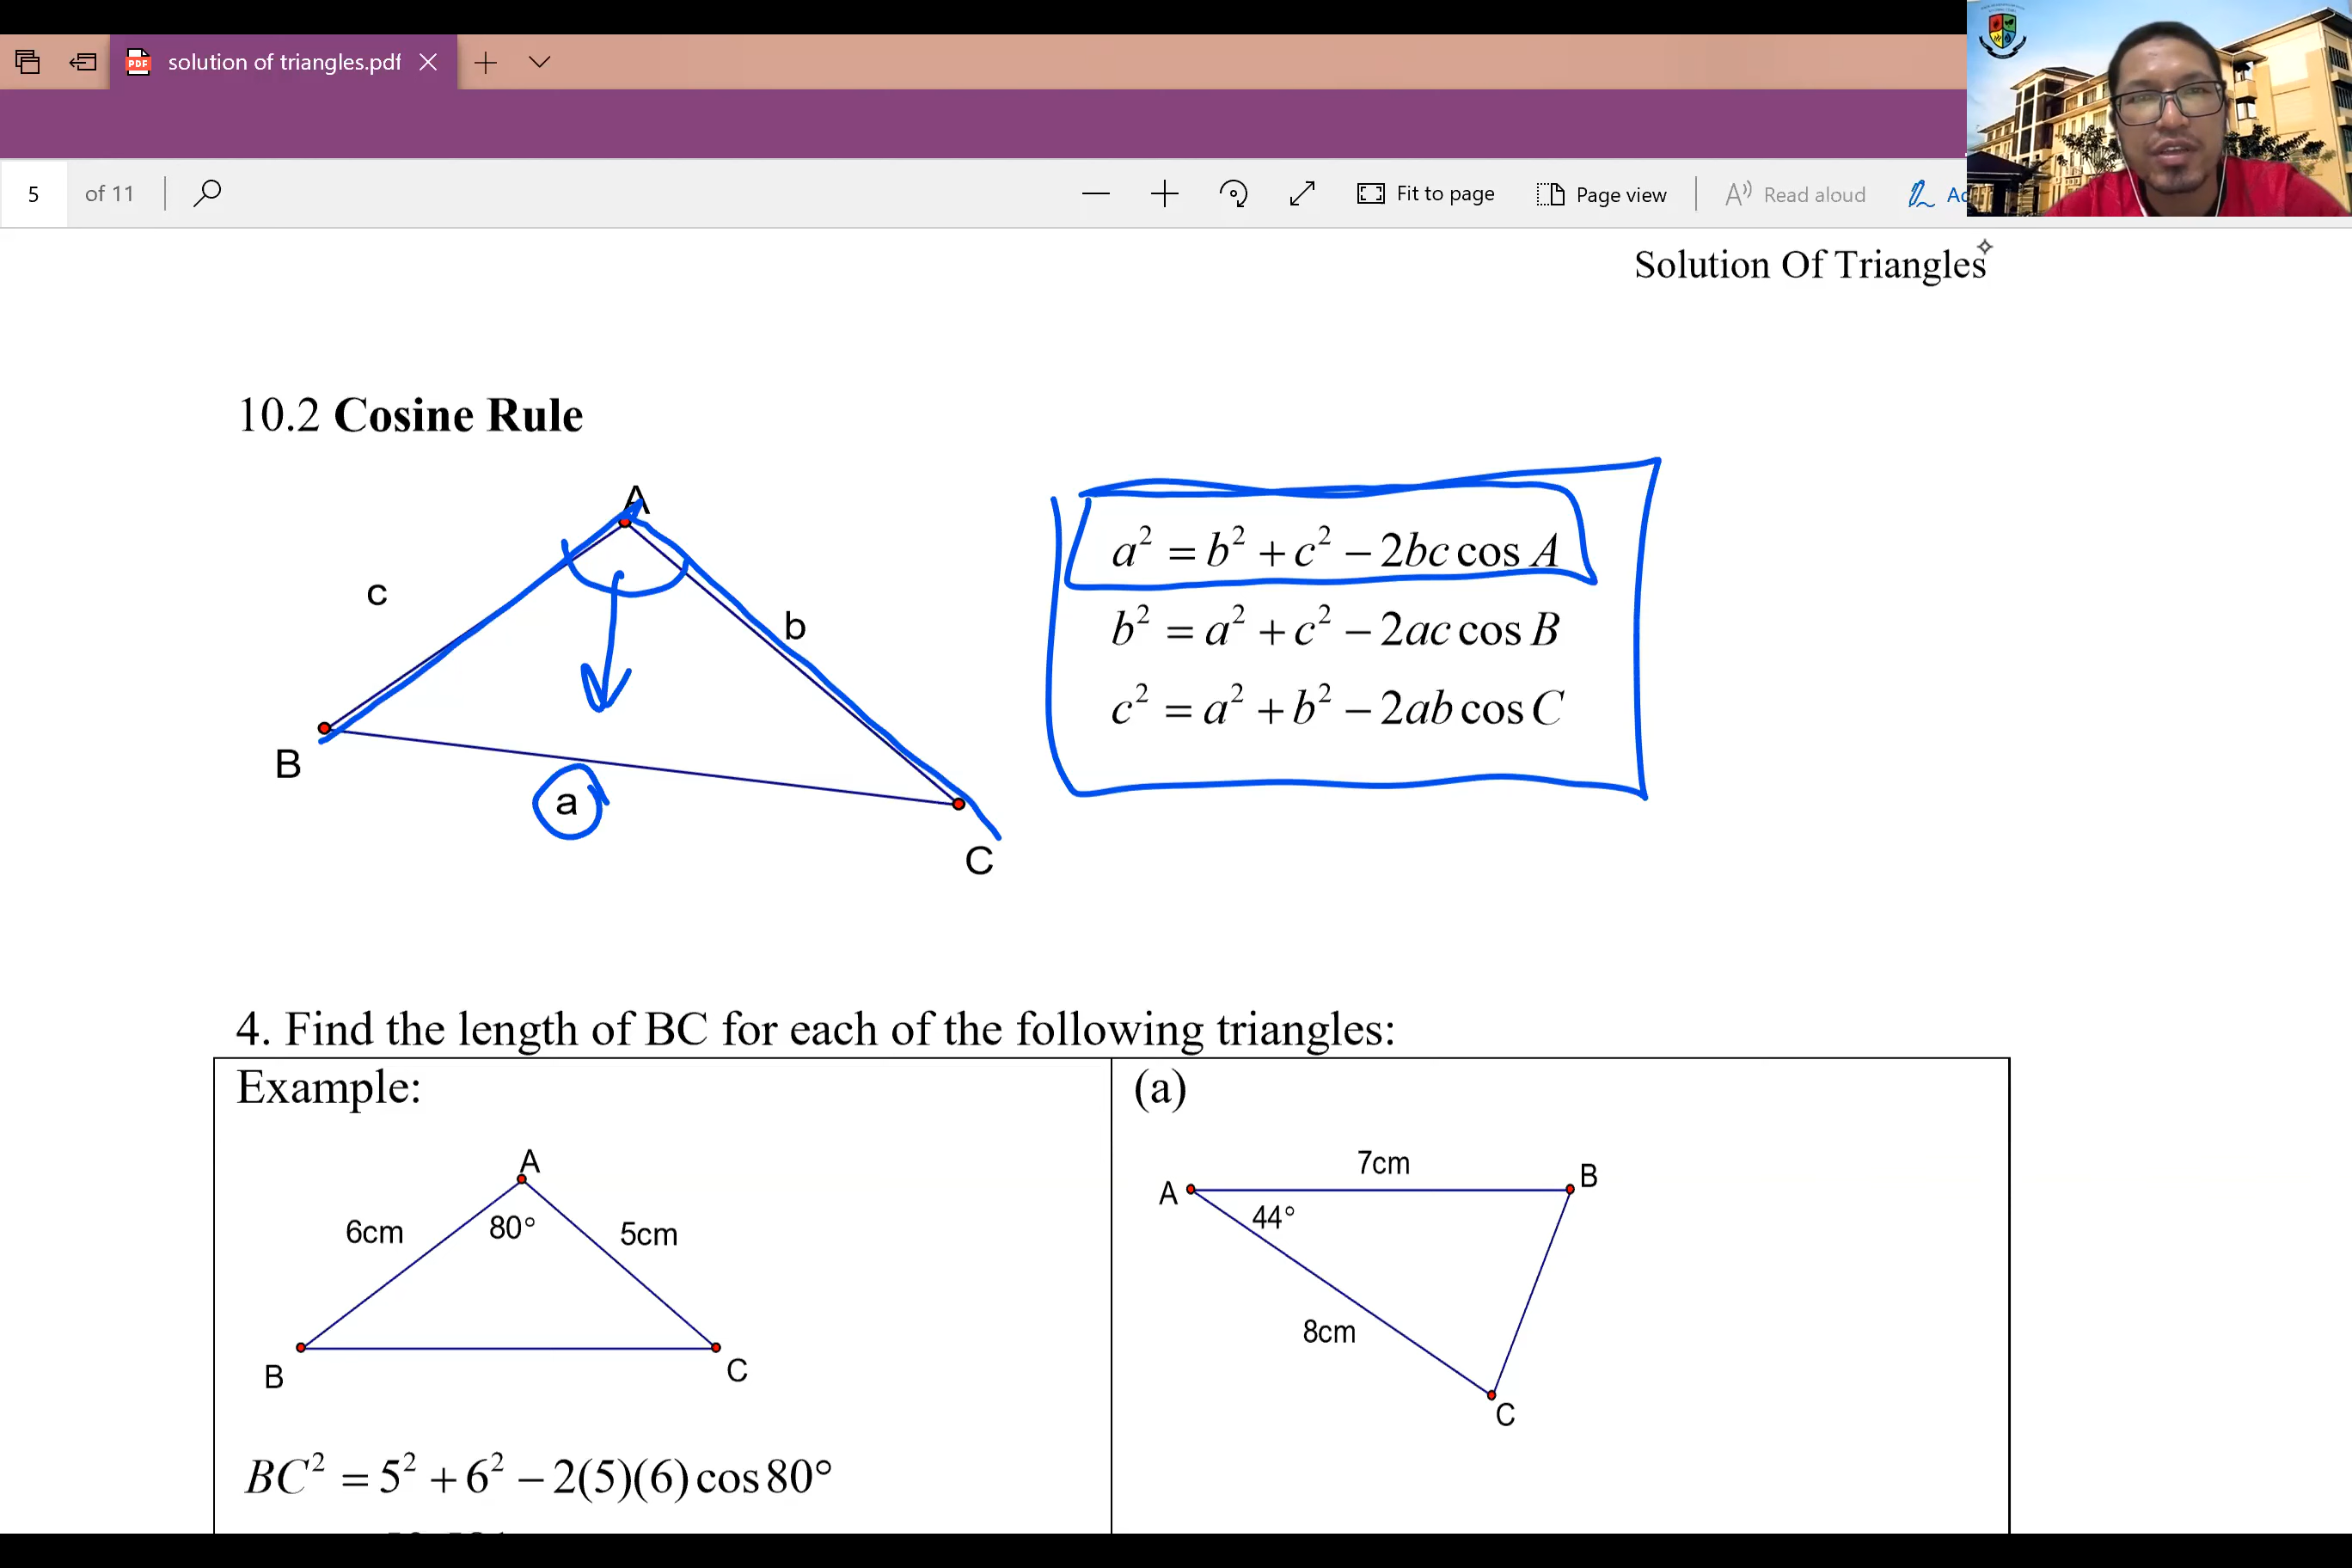 solution of triangles.pdf
5 of 11
Fit to page
Page view
Read aloud
Solution Of Triangles
10.2 Cosine Rule
A
c
b
B
a
C
a² = b² + c² − 2bc cos A
b² = a² + c² − 2ac cos B
c² = a² + b² − 2ab cos C
4. Find the length of BC for each of the following triangles:
Example:
A
6cm
80°
5cm
B
C
BC² = 5² + 6² − 2(5)(6) cos 80°
(a)
7cm
A
B
44°
8cm
C